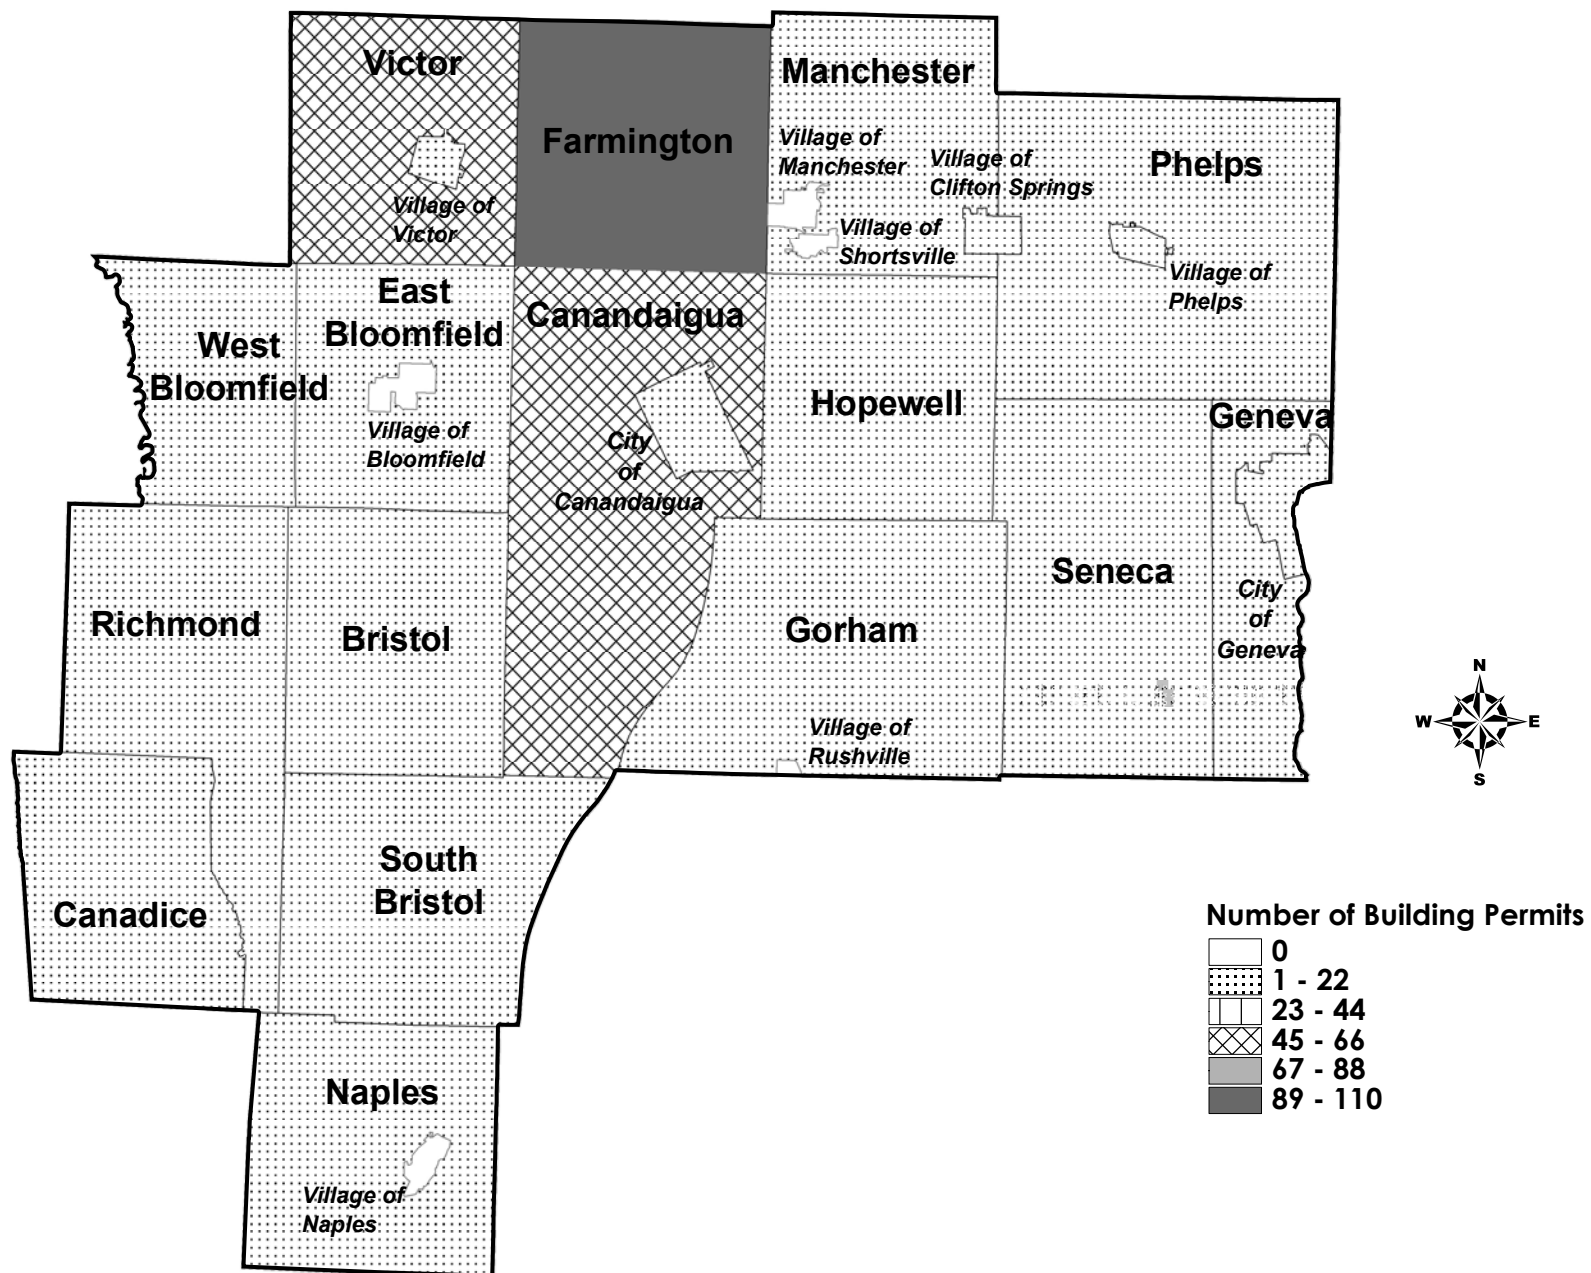 Victor
Farmington
Manchester
Village of
Manchester
Village of
Clifton Springs
Phelps
Village of
Victor
Village of
Shortsville
Village of
Phelps
East
Bloomfield
Canandaigua
West
Bloomfield
Hopewell
Geneva
Village of
Bloomfield
City
of
Canandaigua
Seneca
Richmond
Bristol
Gorham
City
of
Geneva
Village of
Rushville
N
W E
S
South
Bristol
Canadice
Naples
Village of
Naples
Number of Building Permits
0
1 - 22
23 - 44
45 - 66
67 - 88
89 - 110